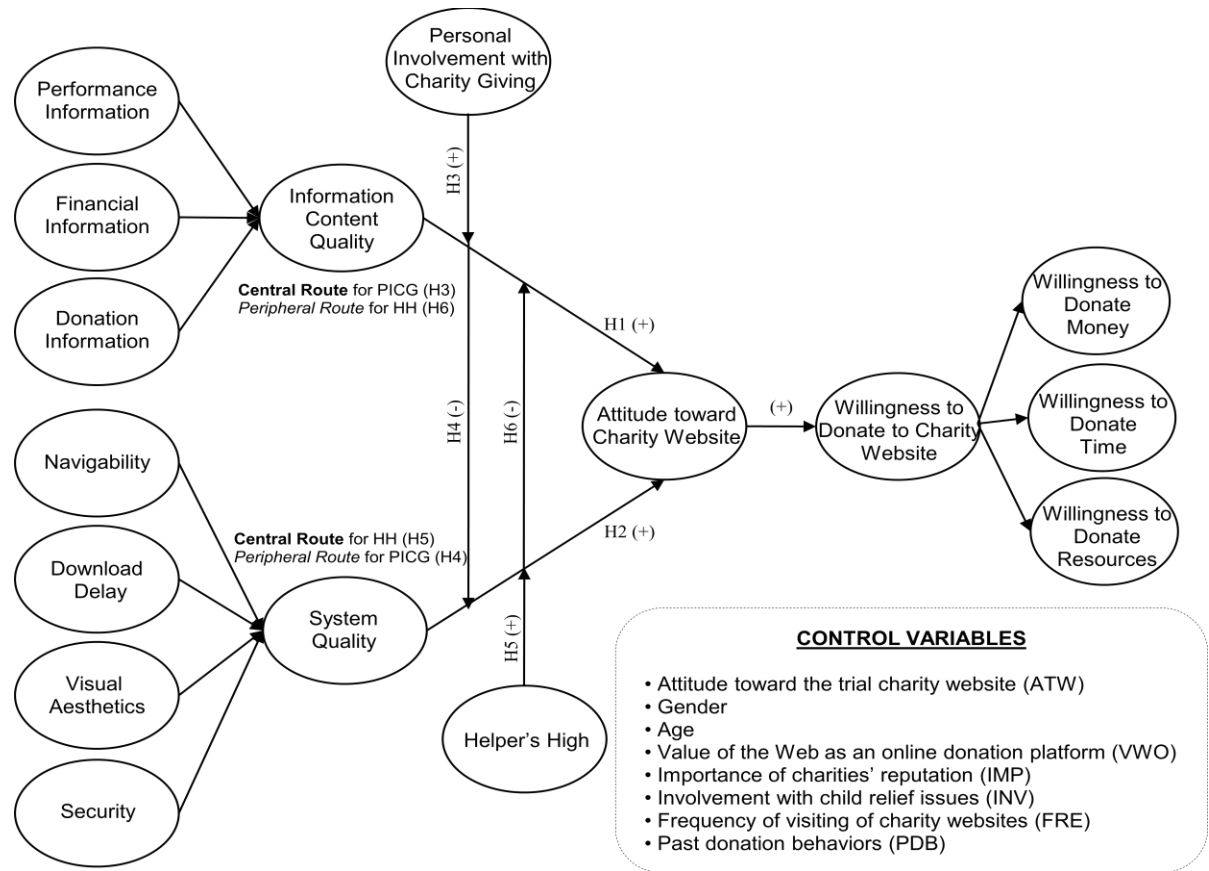 Personal
Involvement with
Charity Giving
Performance
Information
Financial
Information
Donation
Information
Information
Content
Quality
H3 (+)
Central Route for PICG (H3)
Peripheral Route for HH (H6)
H1 (+)
H4 (-)
H6 (-)
Attitude toward
Charity Website
(+)
Willingness to
Donate to Charity
Website
Willingness to
Donate
Money
Willingness to
Donate
Time
Willingness to
Donate
Resources
Navigability
Download
Delay
Visual
Aesthetics
Security
Central Route for HH (H5)
Peripheral Route for PICG (H4)
System
Quality
H2 (+)
H5 (+)
Helper's High
CONTROL VARIABLES
• Attitude toward the trial charity website (ATW)
• Gender
• Age
• Value of the Web as an online donation platform (VWO)
• Importance of charities' reputation (IMP)
• Involvement with child relief issues (INV)
• Frequency of visiting of charity websites (FRE)
• Past donation behaviors (PDB)